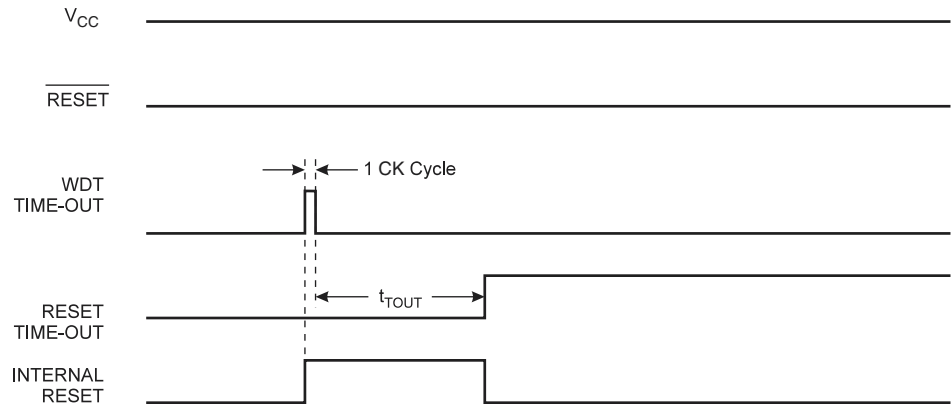 VCC
RESET
1 CK Cycle
WDT
TIME-OUT
tTOUT
RESET
TIME-OUT
INTERNAL
RESET